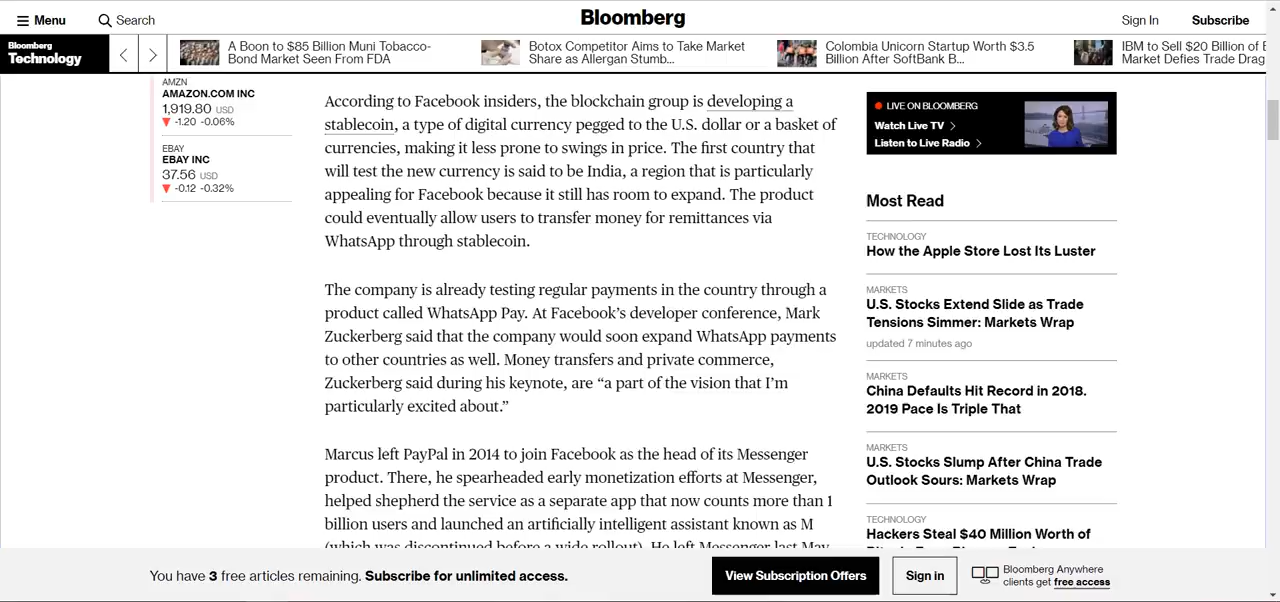 Menu
Search
Bloomberg
Sign In
Subscribe
Bloomberg
Technology
A Boon to $85 Billion Muni Tobacco-
Bond Market Seen From FDA
Botox Competitor Aims to Take Market
Share as Allergan Stumb...
Colombia Unicorn Startup Worth $3.5
Billion After SoftBank B...
IBM to Sell $20 Billion of
Market Defies Trade Drag
AMZN
AMAZON.COM INC
1,919.80 USD
-1.20 -0.06%
EBAY
EBAY INC
37.56 USD
-0.12 -0.32%
According to Facebook insiders, the blockchain group is developing a
stablecoin, a type of digital currency pegged to the U.S. dollar or a basket of
currencies, making it less prone to swings in price. The first country that
will test the new currency is said to be India, a region that is particularly
appealing for Facebook because it still has room to expand. The product
could eventually allow users to transfer money for remittances via
WhatsApp through stablecoin.
The company is already testing regular payments in the country through a
product called WhatsApp Pay. At Facebook’s developer conference, Mark
Zuckerberg said that the company would soon expand WhatsApp payments
to other countries as well. Money transfers and private commerce,
Zuckerberg said during his keynote, are “a part of the vision that I’m
particularly excited about.”
Marcus left PayPal in 2014 to join Facebook as the head of its Messenger
product. There, he spearheaded early monetization efforts at Messenger,
helped shepherd the service as a separate app that now counts more than 1
billion users and launched an artificially intelligent assistant known as M
(which was discontinued before a wide rollout). He left Messenger last May
LIVE ON BLOOMBERG
Watch Live TV
Listen to Live Radio
Most Read
TECHNOLOGY
How the Apple Store Lost Its Luster
MARKETS
U.S. Stocks Extend Slide as Trade
Tensions Simmer: Markets Wrap
updated 7 minutes ago
MARKETS
China Defaults Hit Record in 2018.
2019 Pace Is Triple That
MARKETS
U.S. Stocks Slump After China Trade
Outlook Sours: Markets Wrap
TECHNOLOGY
Hackers Steal $40 Million Worth of
You have 3 free articles remaining. Subscribe for unlimited access.
View Subscription Offers
Sign in
Bloomberg Anywhere
clients get free access